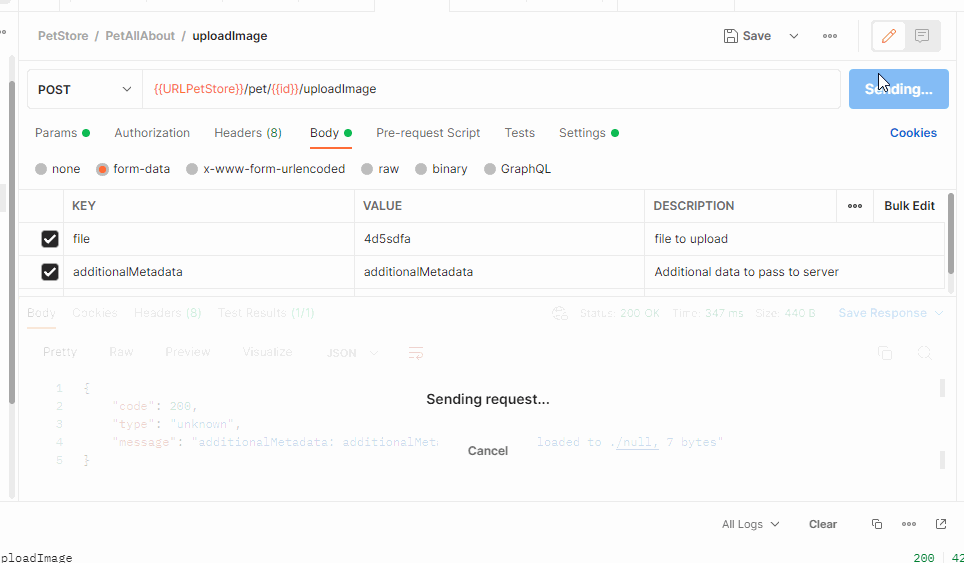 PetStore / PetAllAbout / uploadImage
Save
POST
{{URLPetStore}}/pet/{{id}}/uploadImage
Sending...
Params
Authorization
Headers (8)
Body
Pre-request Script
Tests
Settings
Cookies
none
form-data
x-www-form-urlencoded
raw
binary
GraphQL
KEY
VALUE
DESCRIPTION
Bulk Edit
file
4d5sdfa
file to upload
additionalMetadata
additionalMetadata
Additional data to pass to server
Body
Cookies
Headers (8)
Test Results (1/1)
Status: 200 OK
Time: 347 ms
Size: 440 B
Save Response
Pretty
Raw
Preview
Visualize
JSON
1 {
2 "code": 200,
3 "type": "unknown",
4 "message": "additionalMetadata: additionalMet loaded to ./null, 7 bytes"
5 }
Sending request...
Cancel
All Logs
Clear
ploadImage
200
42